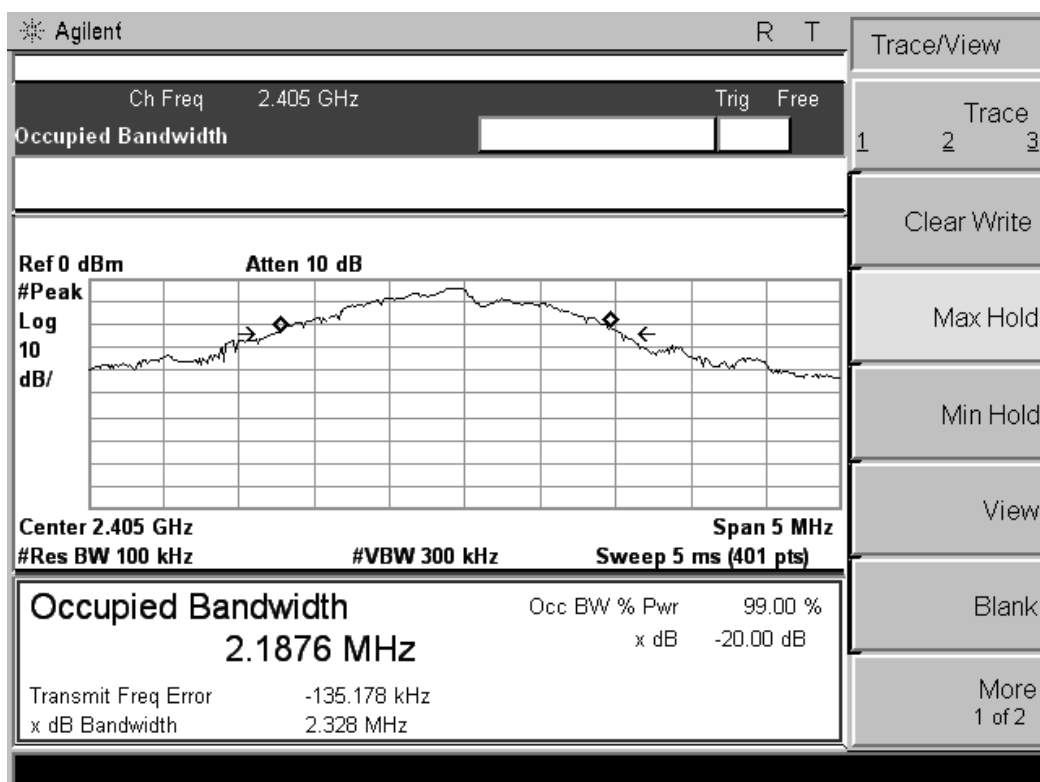 Agilent R T
Ch Freq 2.405 GHz Trig Free
Occupied Bandwidth
Ref 0 dBm Atten 10 dB
#Peak
Log
10
dB/
Center 2.405 GHz Span 5 MHz
#Res BW 100 kHz #VBW 300 kHz Sweep 5 ms (401 pts)
Occupied Bandwidth
2.1876 MHz
Occ BW % Pwr 99.00 %
x dB -20.00 dB
Transmit Freq Error -135.178 kHz
x dB Bandwidth 2.328 MHz
Trace/View
Trace
1 2 3
Clear Write
Max Hold
Min Hold
View
Blank
More
1 of 2